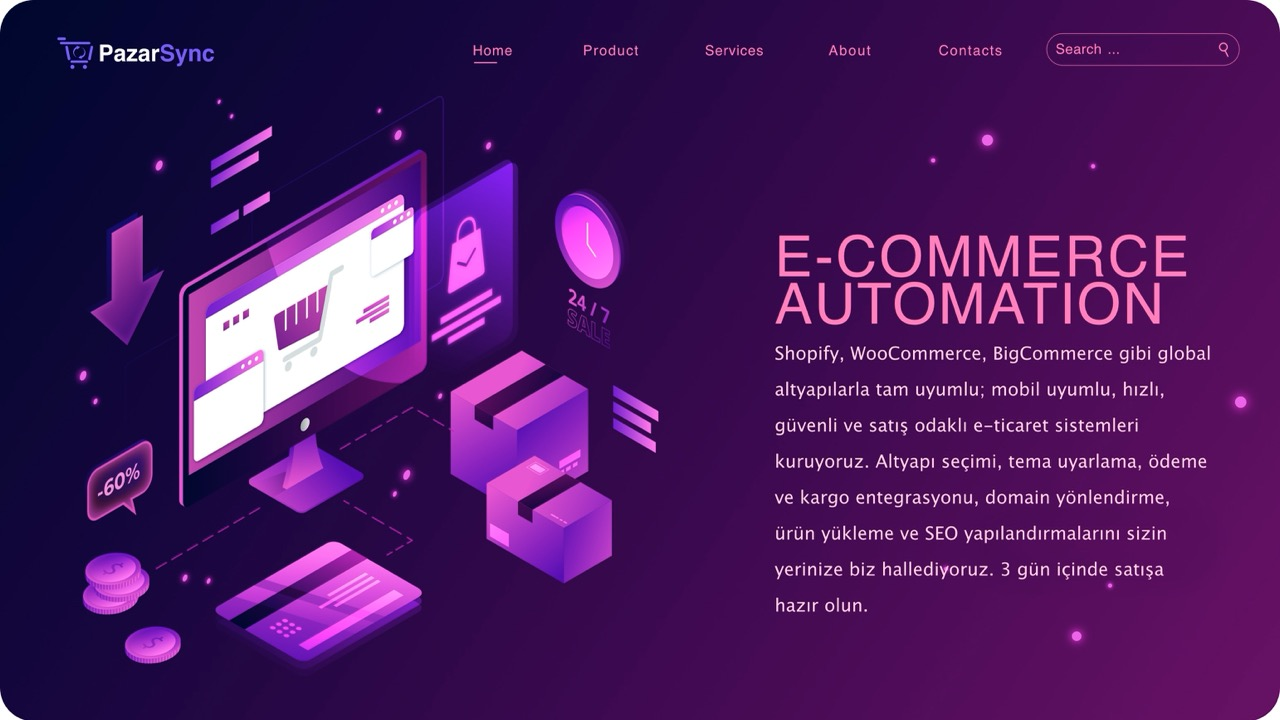 PazarSync
Home
Product
Services
About
Contacts
Search ...
24 / 7
SALE
-60%
E-COMMERCE
AUTOMATION
Shopify, WooCommerce, BigCommerce gibi global
altyapılarla tam uyumlu; mobil uyumlu, hızlı,
güvenli ve satış odaklı e-ticaret sistemleri
kuruyoruz. Altyapı seçimi, tema uyarlama, ödeme
ve kargo entegrasyonu, domain yönlendirme,
ürün yükleme ve SEO yapılandırmalarını sizin
yerinize biz hallediyoruz. 3 gün içinde satışa
hazır olun.